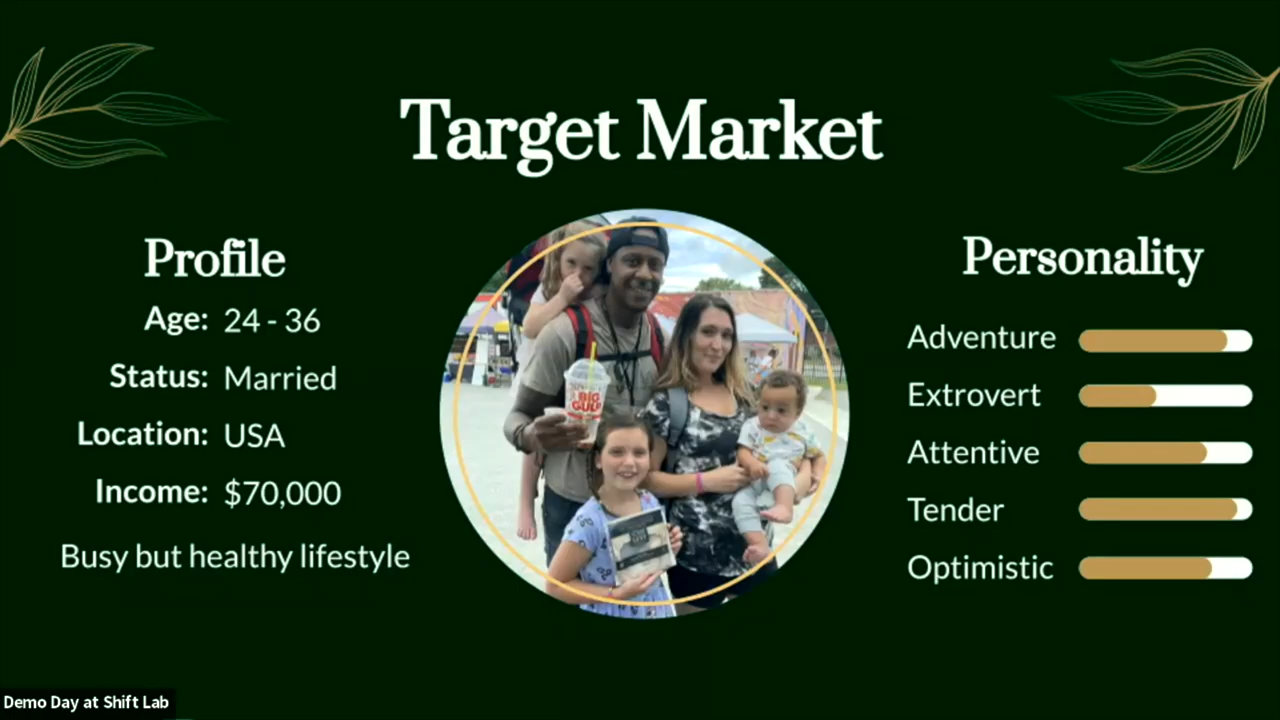 Target Market
Profile
Age: 24 - 36
Status: Married
Location: USA
Income: $70,000
Busy but healthy lifestyle
BIG
GULP
Personality
Adventure
Extrovert
Attentive
Tender
Optimistic
Demo Day at Shift Lab